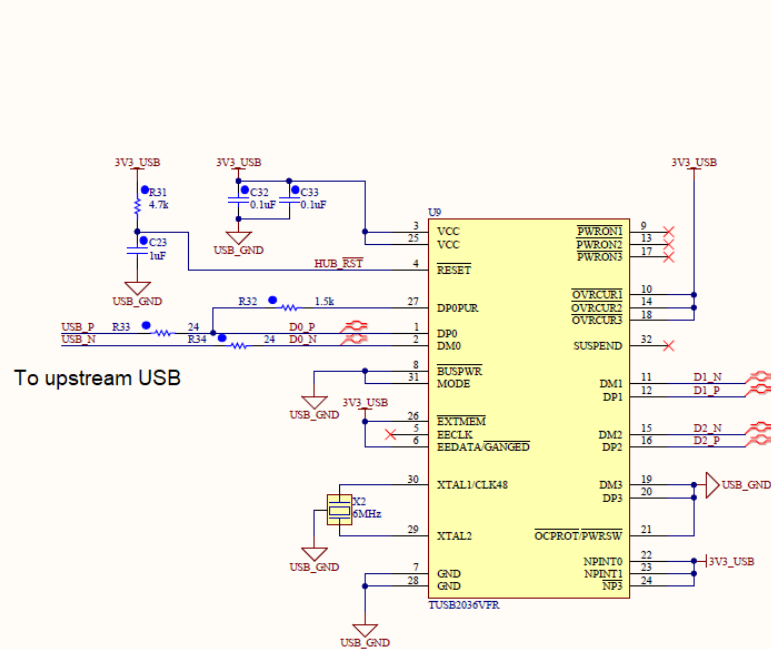 3V3_USB 3V3_USB 3V3_USB
R31 C32 C33
4.7k 0.1uF 0.1uF
U9
3 VCC PWRON1 9
25 VCC PWRON2 13
PWRON3 17
C23 USB_GND
1uF
HUB_RST 4 RESET
OVRCUR1 10
USB_GND
R32 1.5k 27 DP0PUR OVRCUR2 14
OVRCUR3 18
USB_P R33 24 D0_P 1 DP0
USB_N R34 24 D0_N 2 DM0 SUSPEND 32
To upstream USB
8 BUSPWR
31 MODE DM1 11 D1_N
DP1 12 D1_P
USB_GND 3V3_USB
26 EXTMEM
5 EECLK DM2 15 D2_N
6 EEDATA/GANGED DP2 16 D2_P
30 XTAL1/CLK48 DM3 19 USB_GND
DP3 20
X2
6MHz
29 XTAL2 OCPROT/PWRSW 21
USB_GND
NPINT0 22 3V3_USB
7 GND NPINT1 23
28 GND NP3 24
TUSB2036VFR
USB_GND